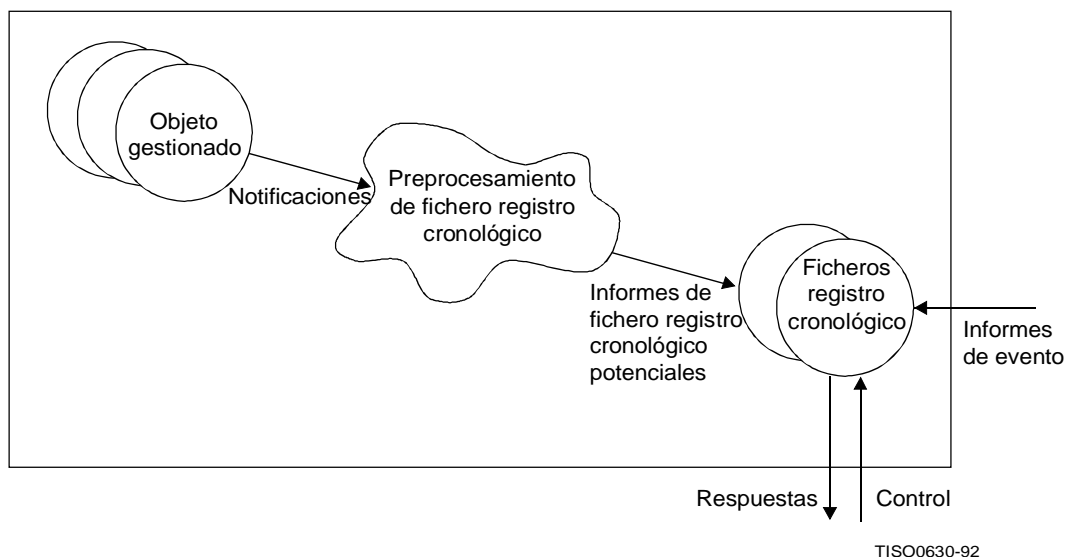 Objeto
gestionado
Notificaciones
Preprocesamiento
de fichero registro
cronológico
Informes de
fichero registro
cronológico
potenciales
Ficheros
registro
cronológico
Informes
de evento
Respuestas
Control
TISO0630-92